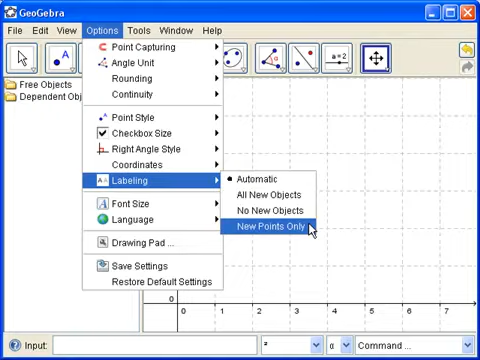 GeoGebra
File Edit View Options Tools Window Help
A
α
a=2
Free Objects
Dependent Obj
Point Capturing
Angle Unit
Rounding
Continuity
Point Style
Checkbox Size
Right Angle Style
Coordinates
AA Labeling
Automatic
All New Objects
No New Objects
New Points Only
Font Size
Language
Drawing Pad ...
Save Settings
Restore Default Settings
0
0 1 2 3 4 5 6 7
Input: ² α Command ...